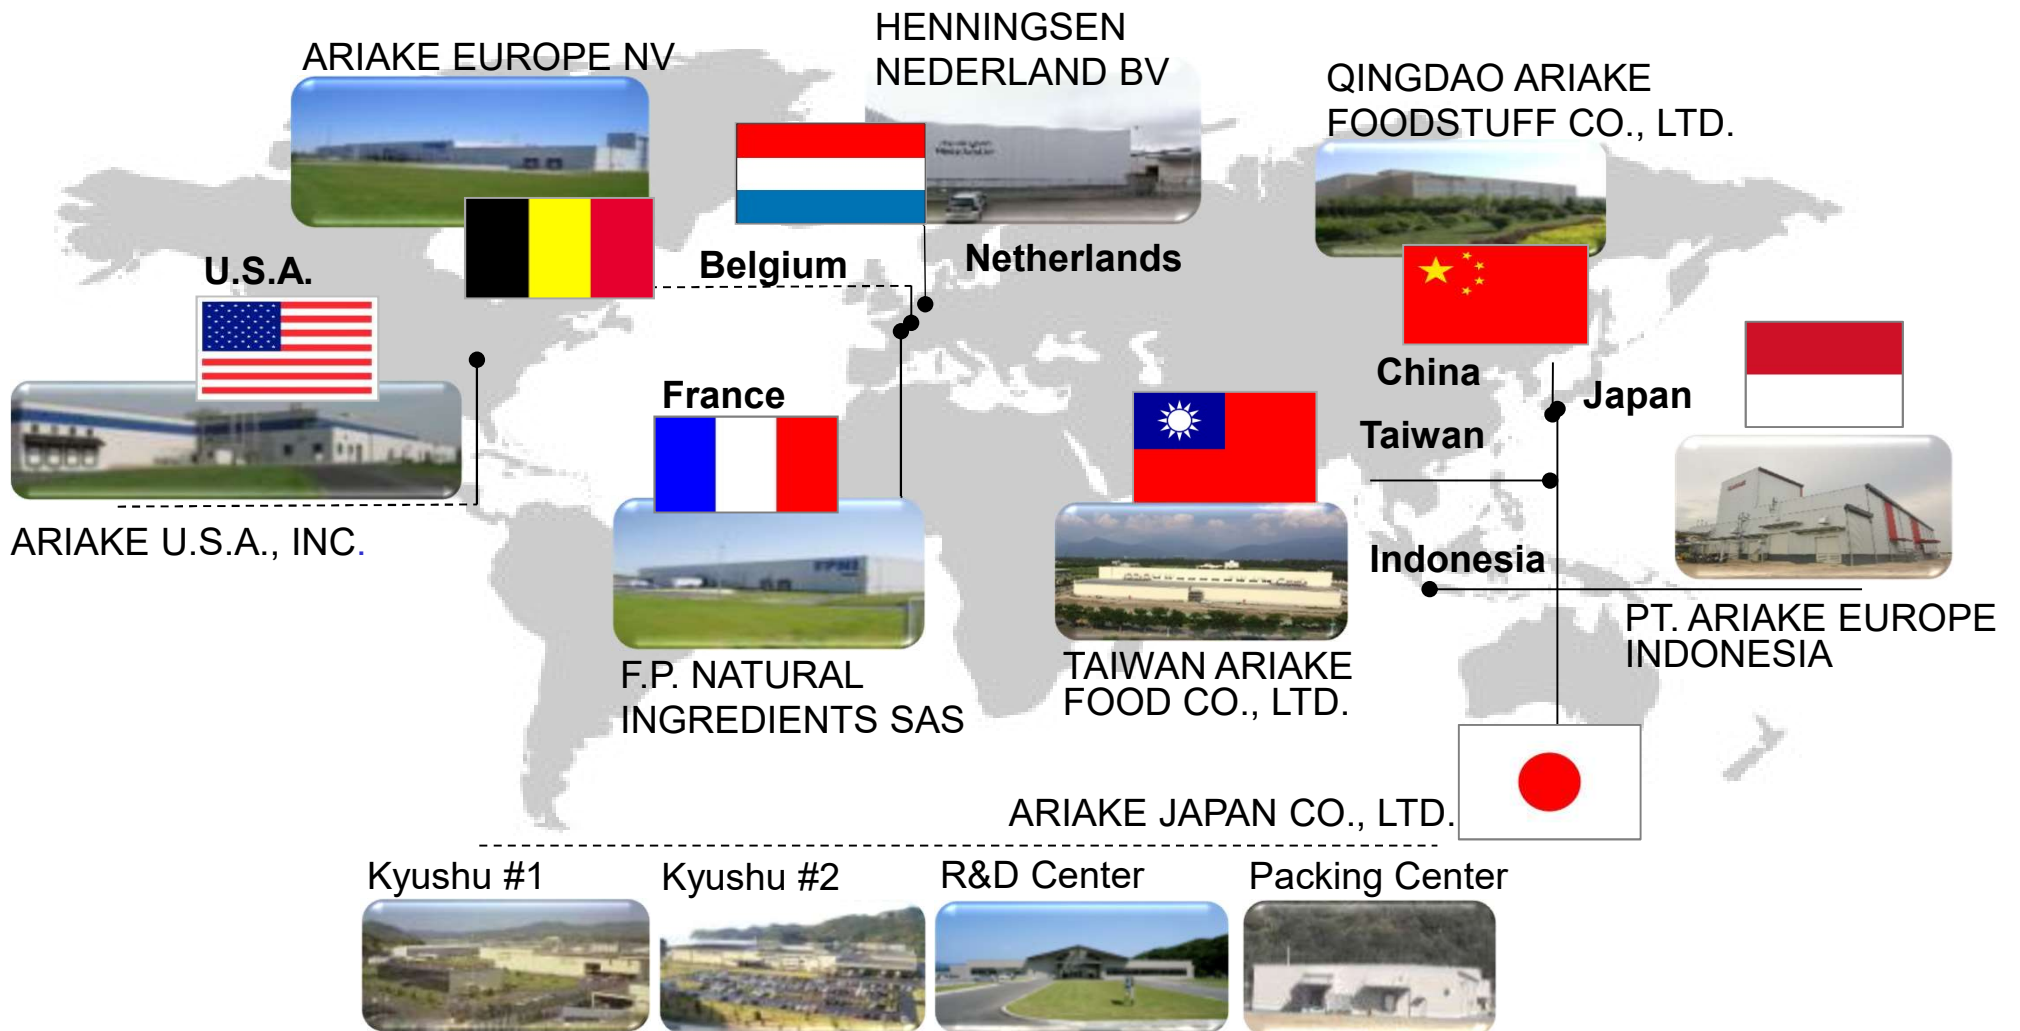 ARIAKE EUROPE NV
HENNINGSEN
NEDERLAND BV
QINGDAO ARIAKE
FOODSTUFF CO., LTD.
U.S.A.
Belgium
Netherlands
China
Japan
France
Taiwan
ARIAKE U.S.A., INC.
Indonesia
PT. ARIAKE EUROPE
INDONESIA
F.P. NATURAL
INGREDIENTS SAS
TAIWAN ARIAKE
FOOD CO., LTD.
ARIAKE JAPAN CO., LTD.
Kyushu #1
Kyushu #2
R&D Center
Packing Center